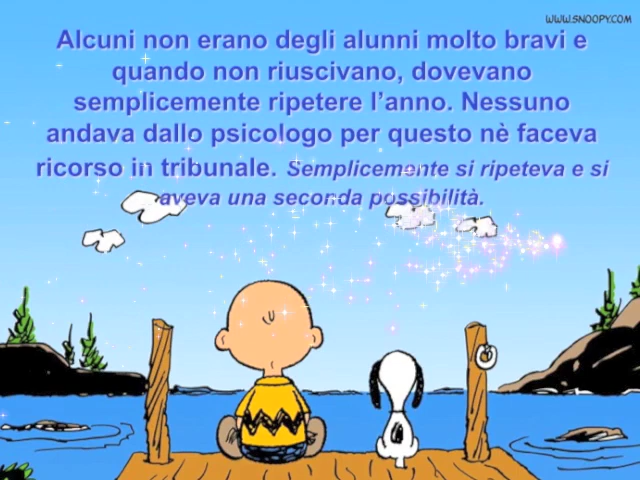 WWW.SNOOPY.COM
Alcuni non erano degli alunni molto bravi e
quando non riuscivano, dovevano
semplicemente ripetere l’anno. Nessuno
andava dallo psicologo per questo nè faceva
ricorso in tribunale. Semplicemente si ripeteva e si
aveva una seconda possibilità.